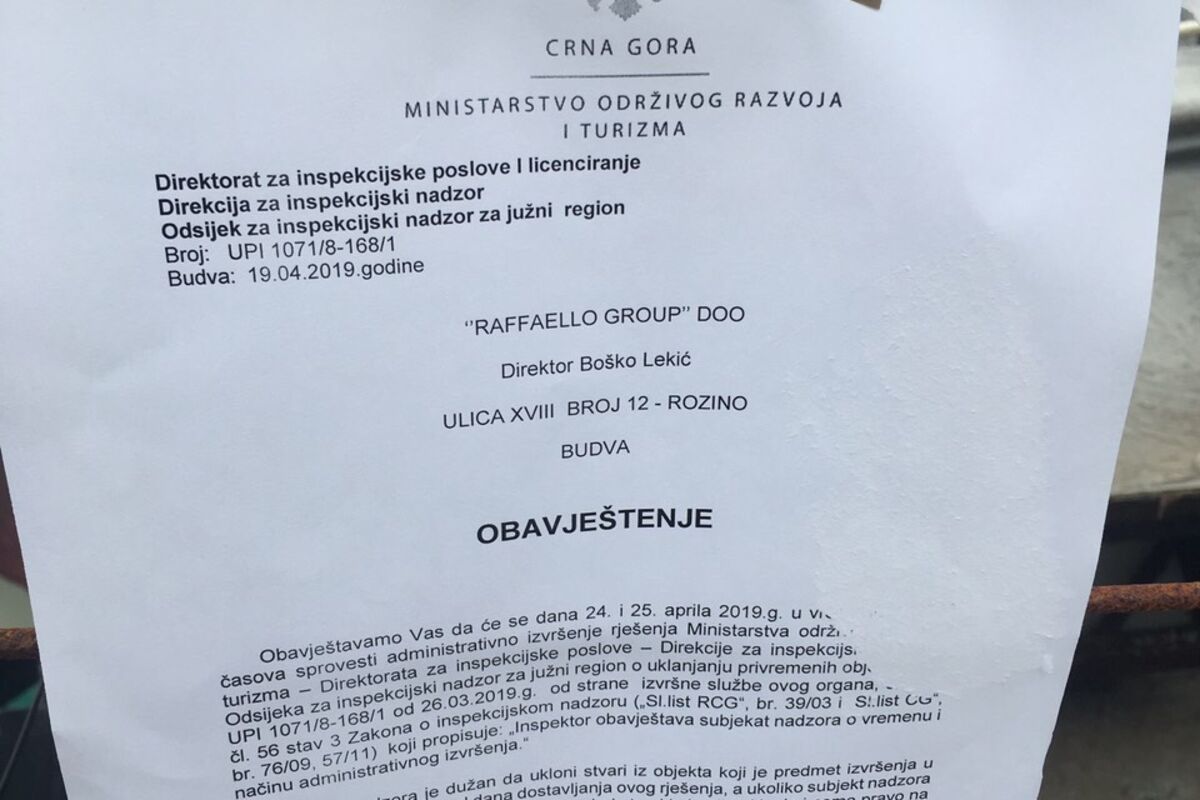 CRNA GORA
MINISTARSTVO ODRŽIVOG RAZVOJA
I TURIZMA
Direktorat za inspekcijske poslove I licenciranje
Direkcija za inspekcijski nadzor
Odsijek za inspekcijski nadzor za južni region
Broj: UPI 1071/8-168/1
Budva: 19.04.2019.godine
‘’RAFFAELLO GROUP’’ DOO
Direktor Boško Lekić
ULICA XVIII BROJ 12 - ROZINO
BUDVA
OBAVJEŠTENJE
Obavještavamo Vas da će se dana 24. i 25. aprila 2019.g. u
časova sprovesti administrativno izvršenje rješenja Ministarstva
turizma – Direktorata za inspekcijske poslove – Direkcije za
Odsijeka za inspekcijski nadzor za južni region o uklanjanju privremenih
UPI 1071/8-168/1 od 26.03.2019.g. od strane izvršne službe ovog organa,
čl. 56 stav 3 Zakona o inspekcijskom nadzoru („Sl.list RCG“, br. 39/03 i Sl.list CG“,
br. 76/09, 57/11) koji propisuje: „Inspektor obavještava subjekat nadzora o vremenu i
načinu administrativnog izvršenja.“
je dužan da ukloni stvari iz objekta koji je predmet izvršenja u
dana dostavljanja ovog rješenja, a ukoliko subjekt nadzora
pravo na